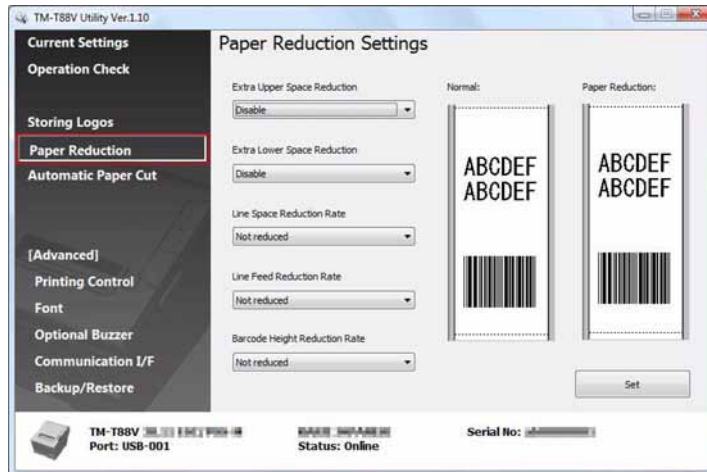 TM-T88V Utility Ver.1.10
Current Settings
Operation Check
Storing Logos
Paper Reduction
Automatic Paper Cut
[Advanced]
Printing Control
Font
Optional Buzzer
Communication I/F
Backup/Restore
Paper Reduction Settings
Extra Upper Space Reduction
Disable
Extra Lower Space Reduction
Disable
Line Space Reduction Rate
Not reduced
Line Feed Reduction Rate
Not reduced
Barcode Height Reduction Rate
Not reduced
Normal:
ABCDEF
ABCDEF
Paper Reduction:
ABCDEF
ABCDEF
Set
TM-T88V
Port: USB-001
Status: Online
Serial No: